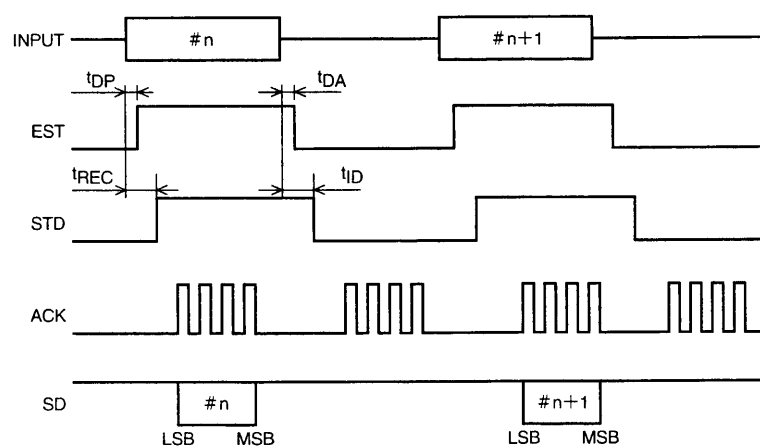 INPUT #n #n+1
tDP tDA
EST
tREC tID
STD
ACK
SD #n #n+1
LSB MSB LSB MSB